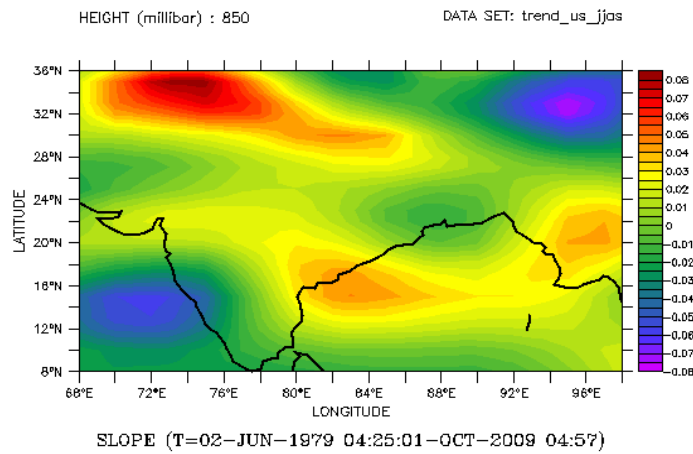 HEIGHT (millibar) : 850
DATA SET: trend_us_jjas
36°N
32°N
28°N
24°N
20°N
16°N
12°N
8°N
LATITUDE
68°E 72°E 76°E 80°E 84°E 88°E 92°E 96°E
LONGITUDE
0.08
0.07
0.06
0.05
0.04
0.03
0.02
0.01
0
-0.01
-0.02
-0.03
-0.04
-0.05
-0.06
-0.07
-0.08
SLOPE (T=02-JUN-1979 04:25:01-OCT-2009 04:57)